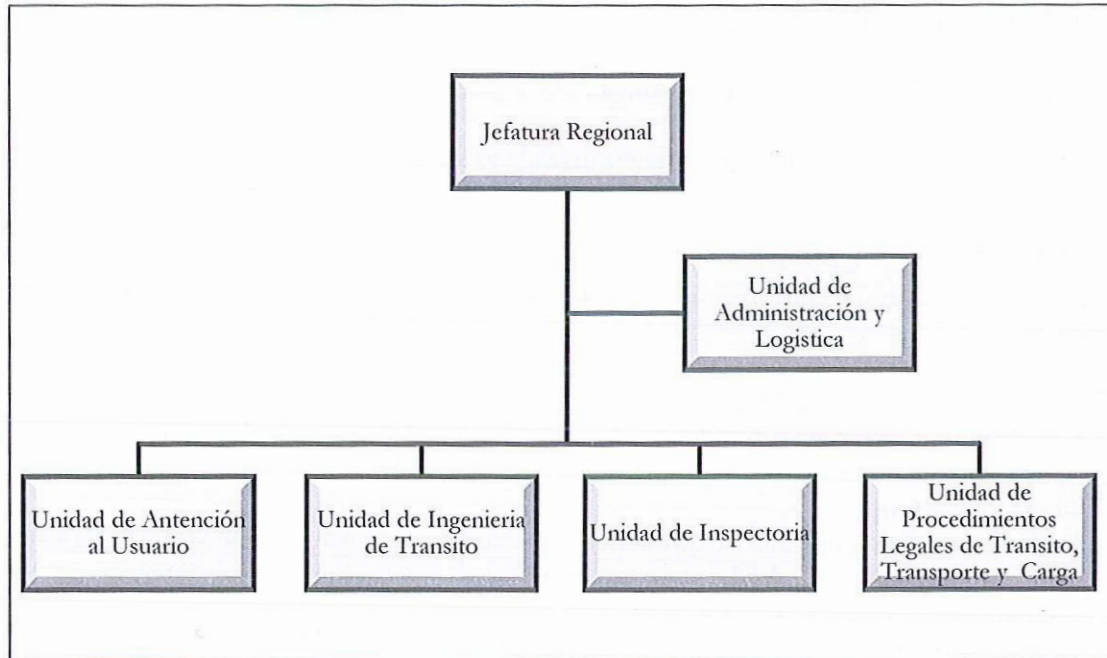 Jefatura Regional
Unidad de
Administración y
Logistica
Unidad de Antención
al Usuario
Unidad de Ingenieria
de Transito
Unidad de Inspectoria
Unidad de
Procedimientos
Legales de Transito,
Transporte y Carga